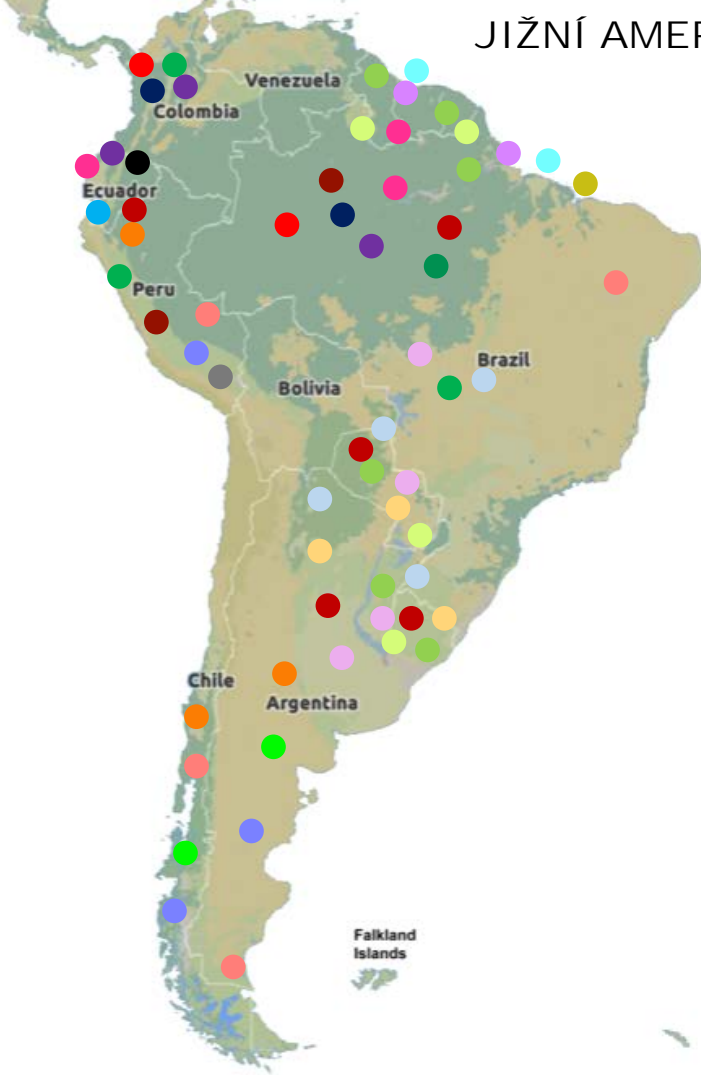 JIŽNÍ AMER
Venezuela
Colombia
Ecuador
Peru
Brazil
Bolivia
Chile
Argentina
Falkland
Islands